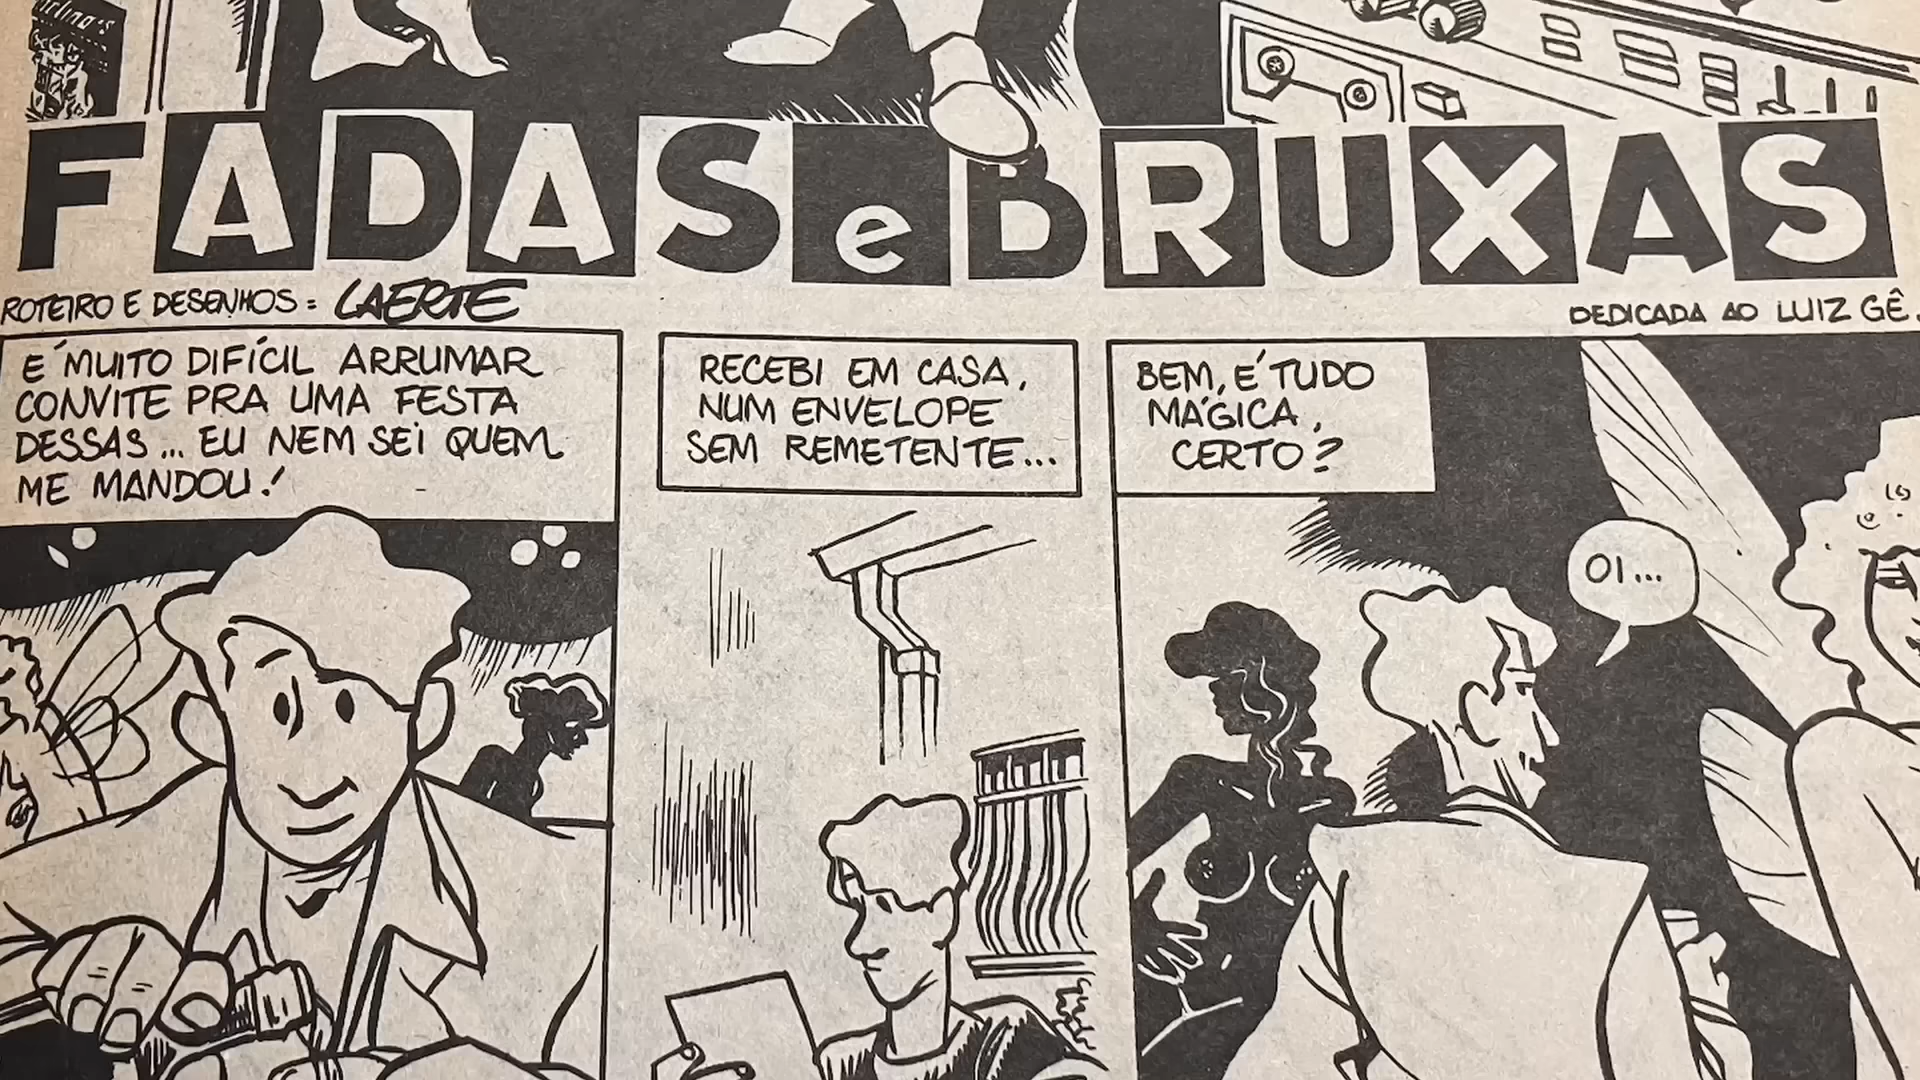 FADAS e BRUXAS
ROTEIRO E DESENHOS = LAERTE
DEDICADA AO LUIZ GÊ.
É MUITO DIFÍCIL ARRUMAR
CONVITE PRA UMA FESTA
DESSAS... EU NEM SEI QUEM
ME MANDOU!
RECEBI EM CASA,
NUM ENVELOPE
SEM REMETENTE...
BEM, É TUDO
MÁGICA,
CERTO?
OI...